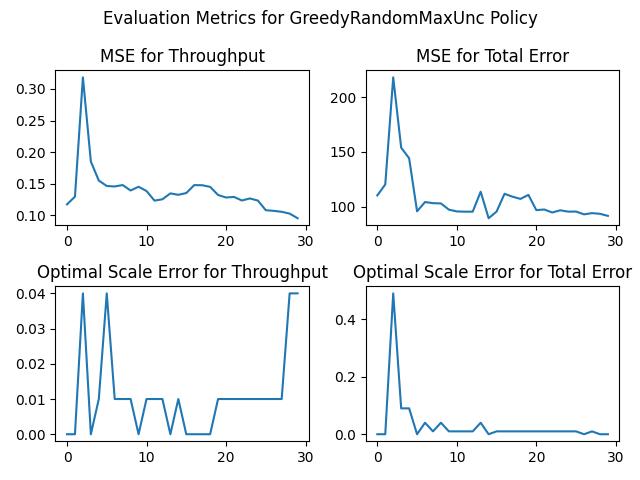 Evaluation Metrics for GreedyRandomMaxUnc Policy
MSE for Throughput
0.30
0.25
0.20
0.15
0.10
0 10 20 30
MSE for Total Error
200
150
100
0 10 20 30
Optimal Scale Error for Throughput
0.04
0.03
0.02
0.01
0.00
0 10 20 30
Optimal Scale Error for Total Error
0.4
0.2
0.0
0 10 20 30